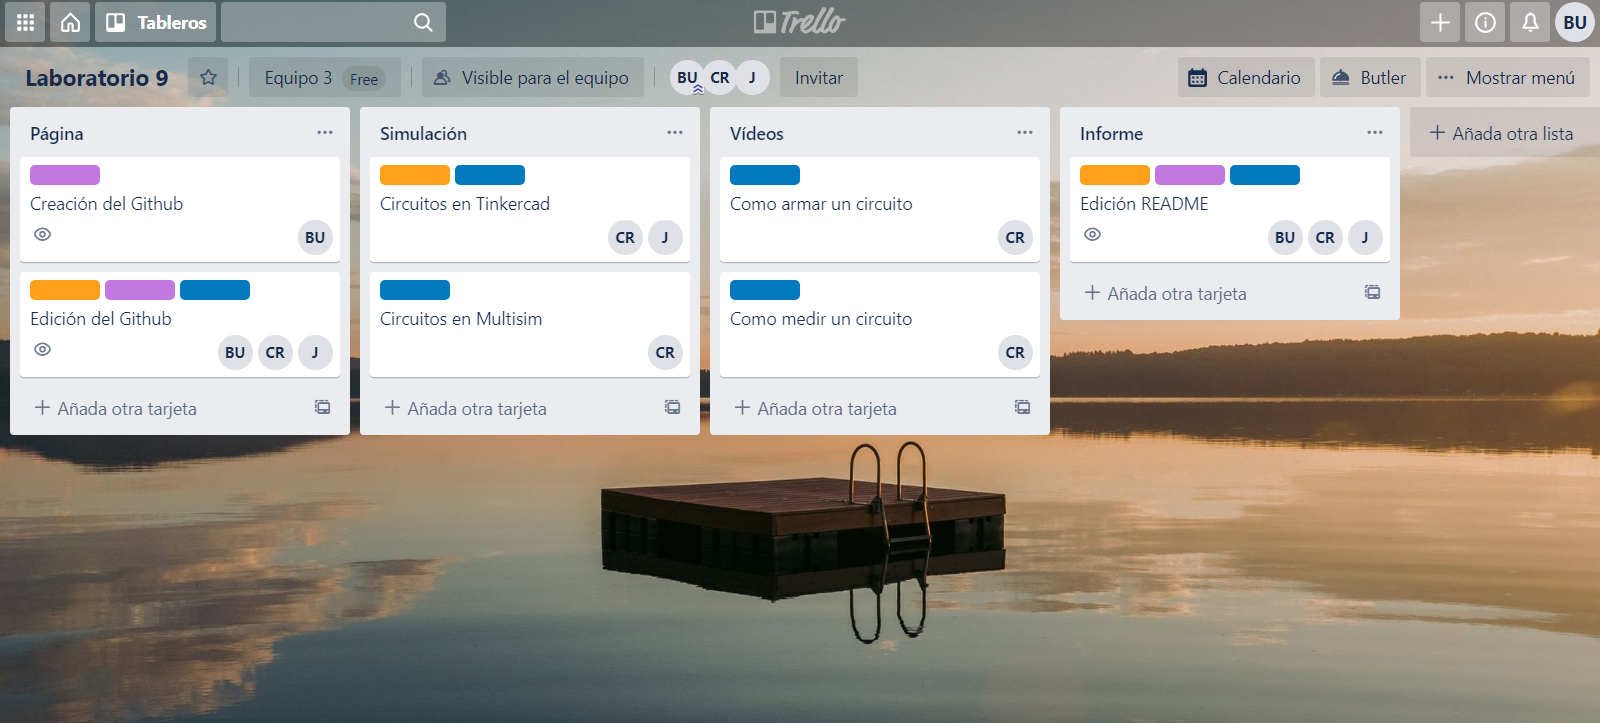 Tableros
Trello
BU
Laboratorio 9
Equipo 3 Free
Visible para el equipo
BU CR J
Invitar
Calendario
Butler
Mostrar menú
Página
Creación del Github
BU
Edición del Github
BU CR J
Añada otra tarjeta
Simulación
Circuitos en Tinkercad
CR J
Circuitos en Multisim
CR
Añada otra tarjeta
Vídeos
Como armar un circuito
CR
Como medir un circuito
CR
Añada otra tarjeta
Informe
Edición README
BU CR J
Añada otra tarjeta
Añada otra lista